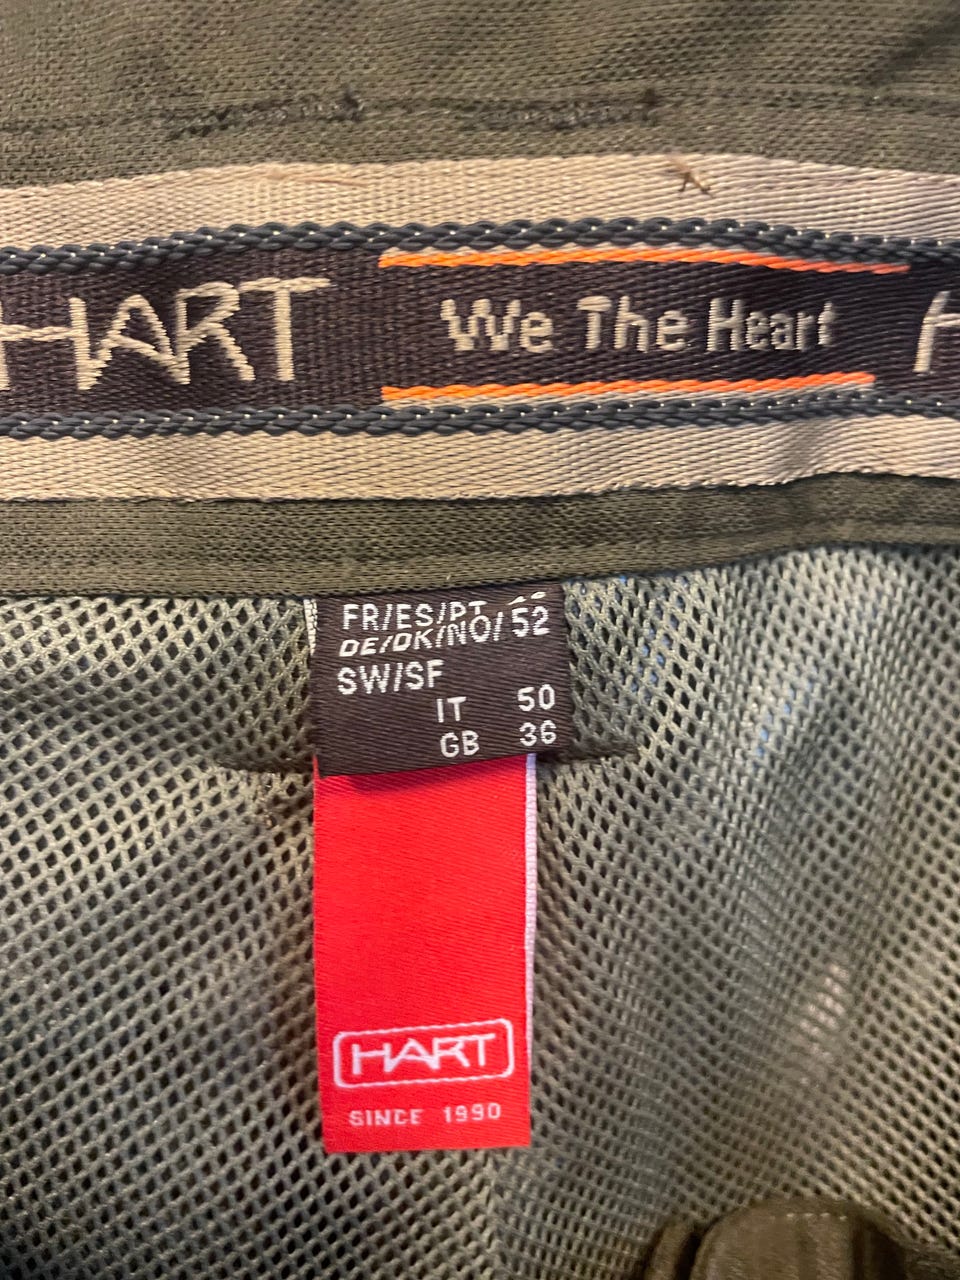 HART
We The Heart
FR/ES/PT
DE/DK/NO/ 52
SW/SF
IT 50
GB 36
HART
SINCE 1990